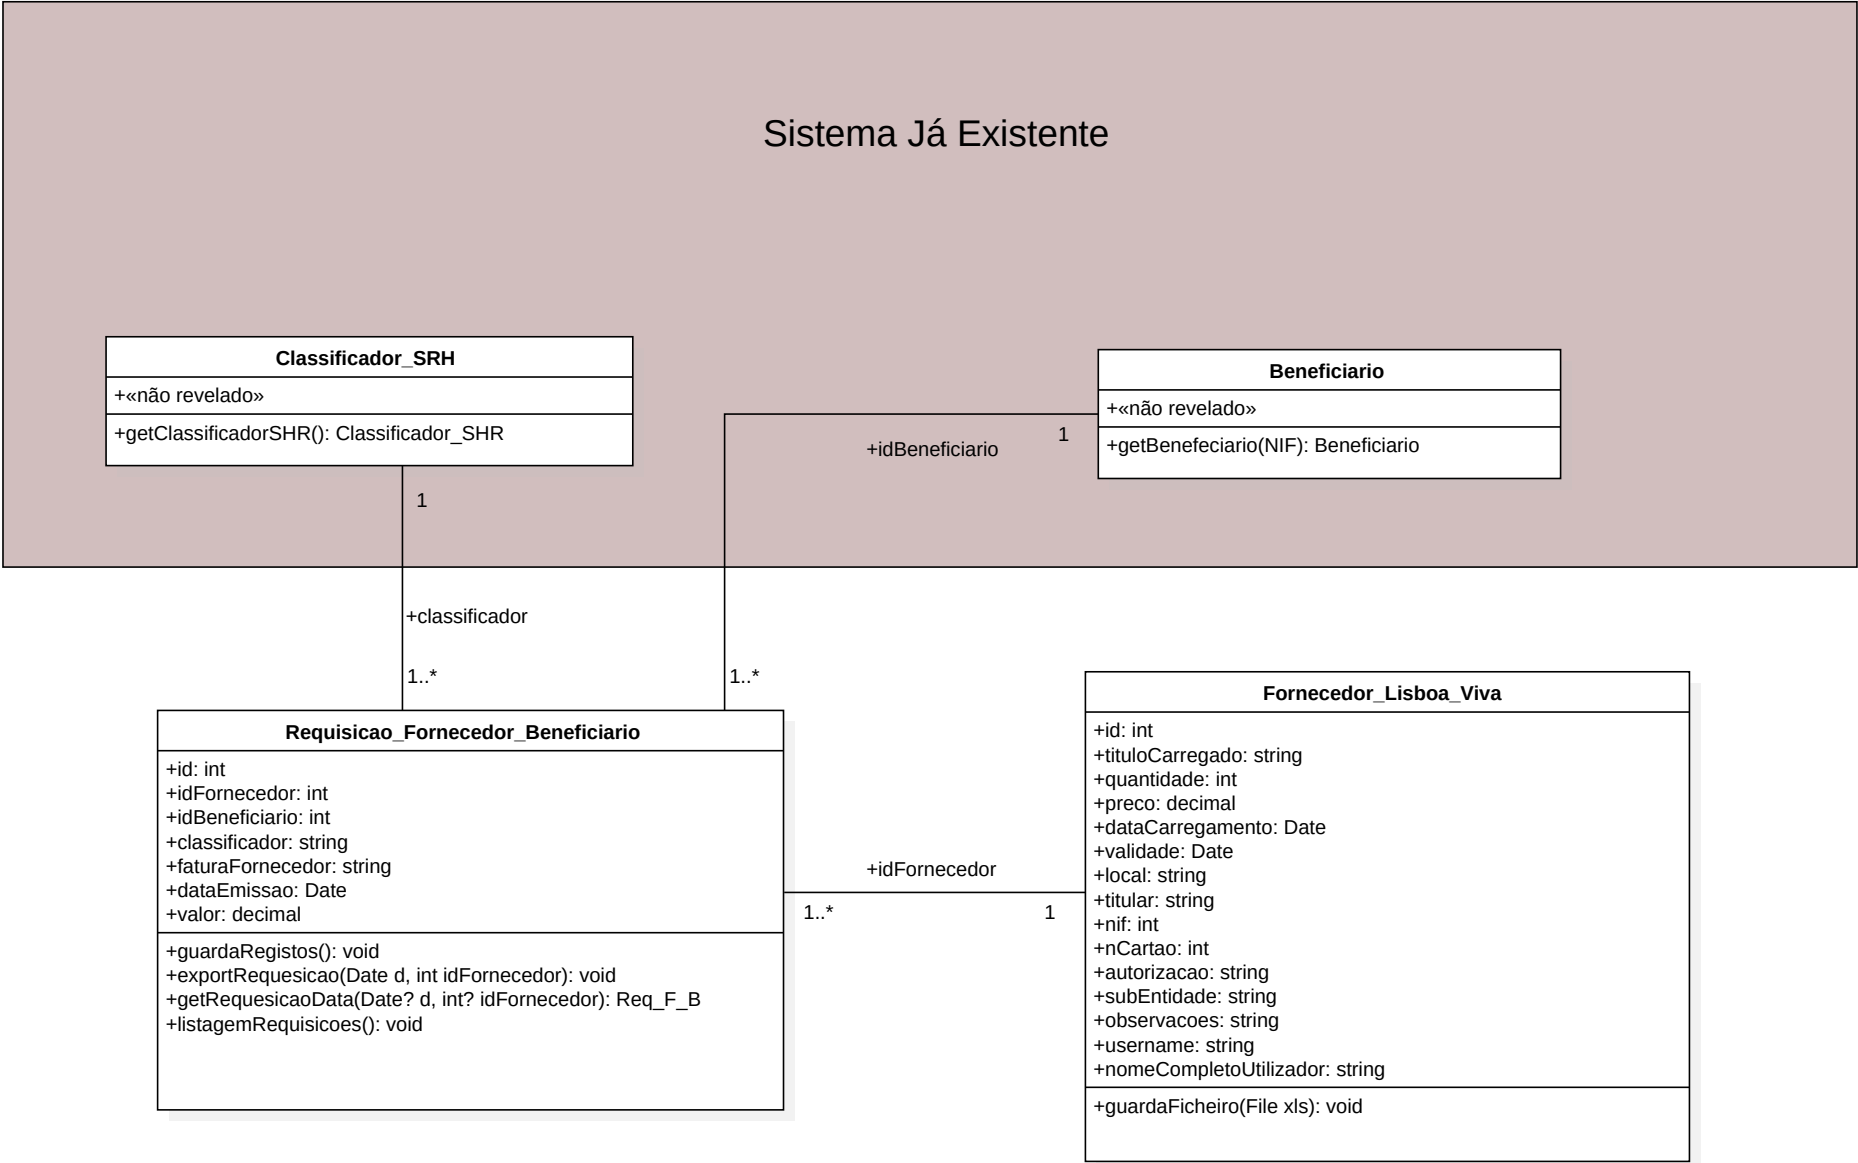 Sistema Já Existente
Classificador_SRH
+«não revelado»
+getClassificadorSHR(): Classificador_SHR
Beneficiario
+«não revelado»
+getBenefeciario(NIF): Beneficiario
1
+idBeneficiario
1
+classificador
1..*
1..*
Requisicao_Fornecedor_Beneficiario
+id: int
+idFornecedor: int
+idBeneficiario: int
+classificador: string
+faturaFornecedor: string
+dataEmissao: Date
+valor: decimal
+guardaRegistos(): void
+exportRequesicao(Date d, int idFornecedor): void
+getRequesicaoData(Date? d, int? idFornecedor): Req_F_B
+listagemRequisicoes(): void
+idFornecedor
1..*
1
Fornecedor_Lisboa_Viva
+id: int
+tituloCarregado: string
+quantidade: int
+preco: decimal
+dataCarregamento: Date
+validade: Date
+local: string
+titular: string
+nif: int
+nCartao: int
+autorizacao: string
+subEntidade: string
+observacoes: string
+username: string
+nomeCompletoUtilizador: string
+guardaFicheiro(File xls): void